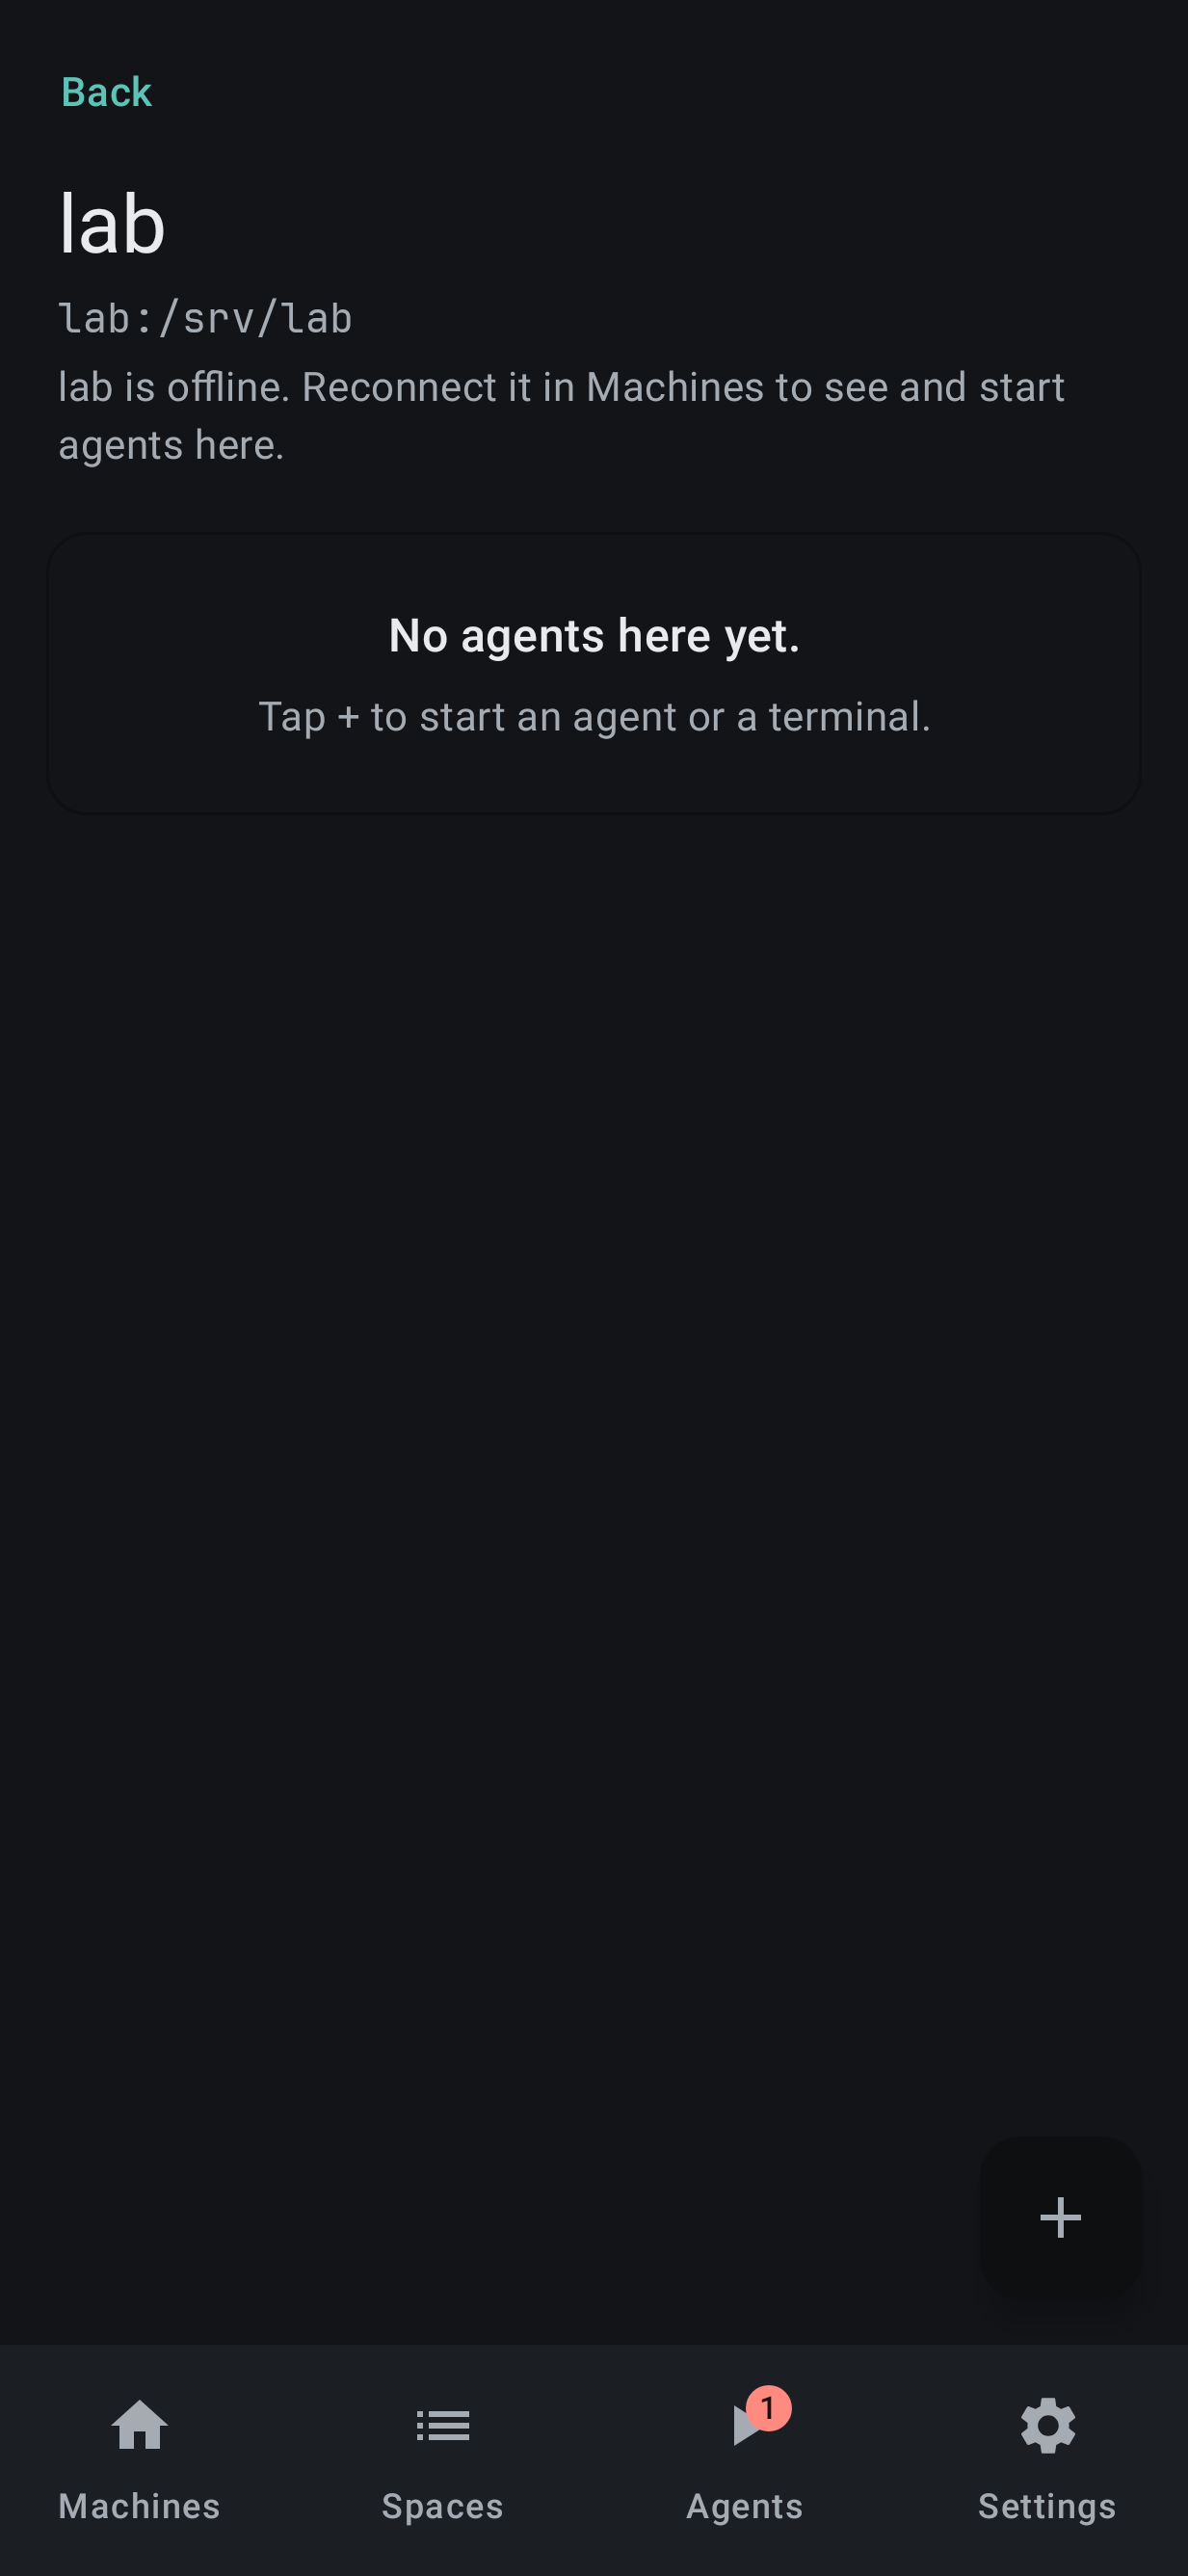 Back
lab
lab:/srv/lab
lab is offline. Reconnect it in Machines to see and start
agents here.
No agents here yet.
Tap + to start an agent or a terminal.
+
1
Machines
Spaces
Agents
Settings